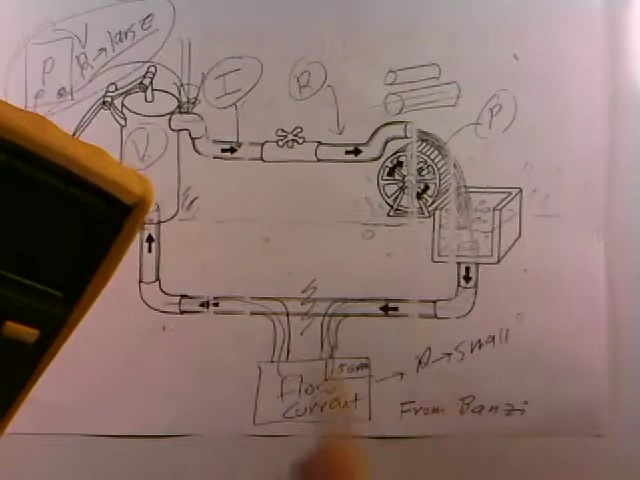 P
V
R → large
V
I
R
P
50m
Flow
Current
R → small
From Banzi